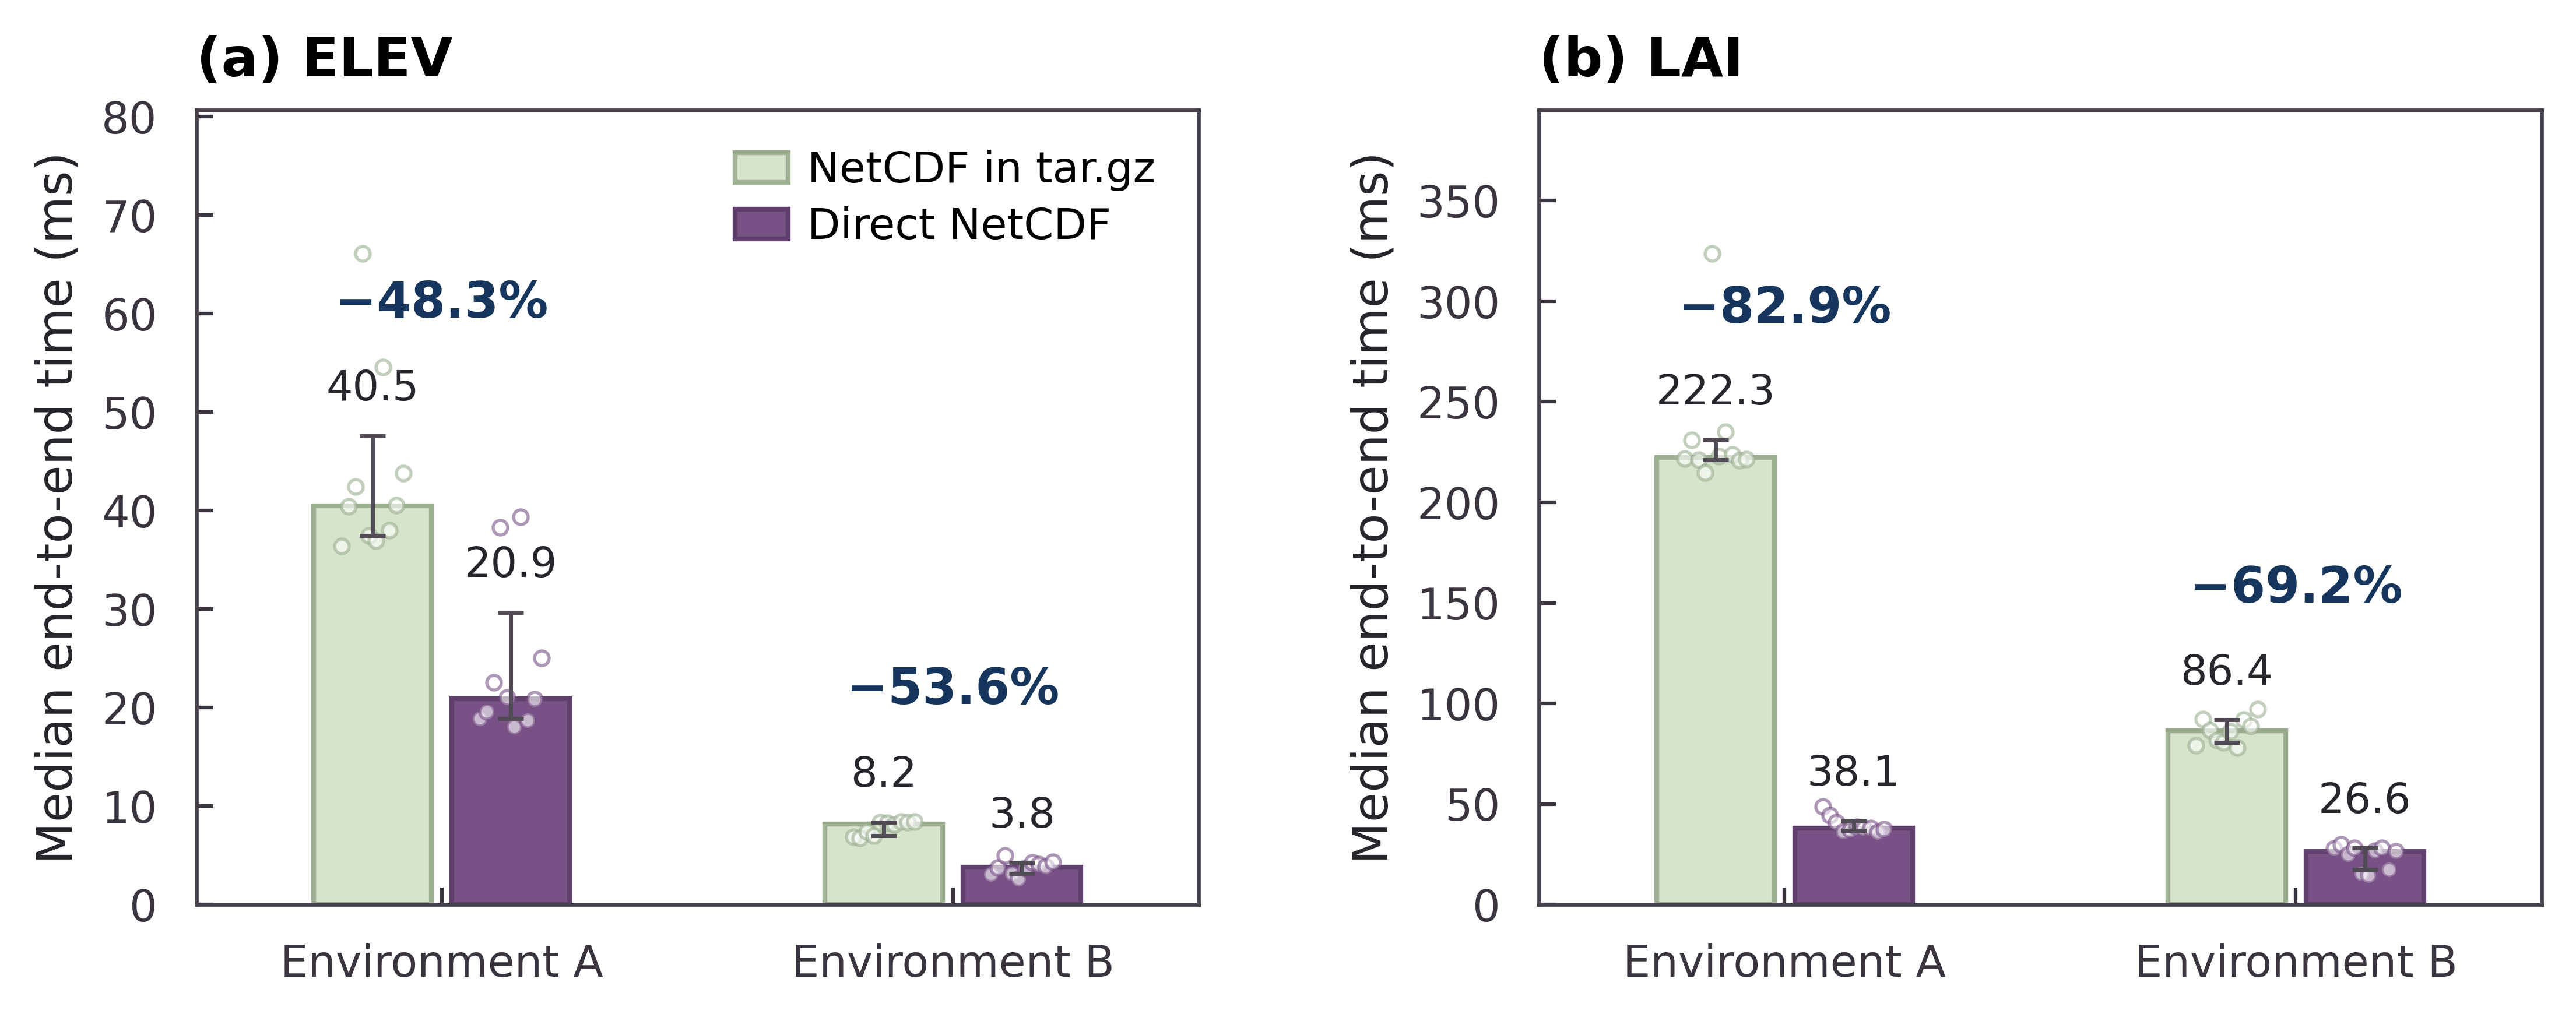 (a) ELEV
Median end-to-end time (ms)
80
70
60
50
40
30
20
10
0
NetCDF in tar.gz
Direct NetCDF
−48.3%
40.5
20.9
−53.6%
8.2
3.8
Environment A
Environment B
(b) LAI
Median end-to-end time (ms)
350
300
250
200
150
100
50
0
−82.9%
222.3
38.1
−69.2%
86.4
26.6
Environment A
Environment B